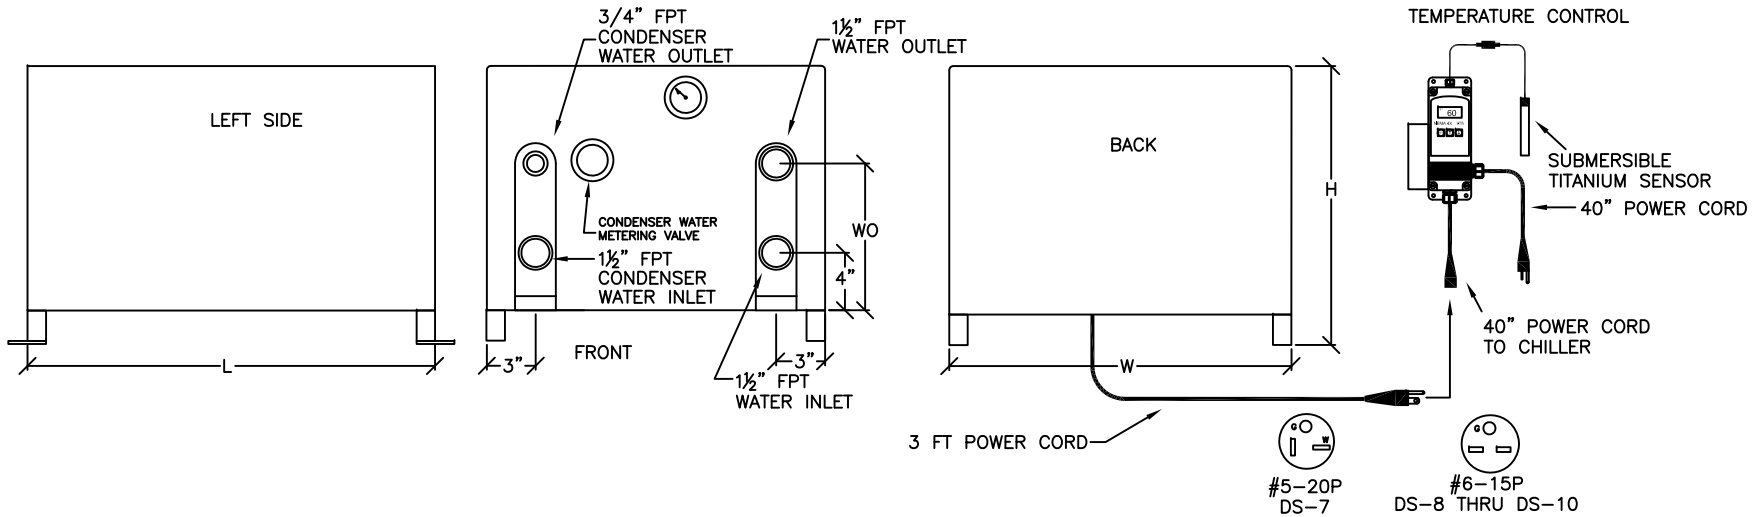 LEFT SIDE
L
3/4" FPT
CONDENSER
WATER OUTLET
1½" FPT
WATER OUTLET
CONDENSER WATER
METERING VALVE
1½" FPT
CONDENSER
WATER INLET
WO
4"
3"
FRONT
3"
1½" FPT
WATER INLET
BACK
H
W
3 FT POWER CORD
TEMPERATURE CONTROL
60
SUBMERSIBLE
TITANIUM SENSOR
40" POWER CORD
40" POWER CORD
TO CHILLER
G
W
#5-20P
DS-7
G
#6-15P
DS-8 THRU DS-10